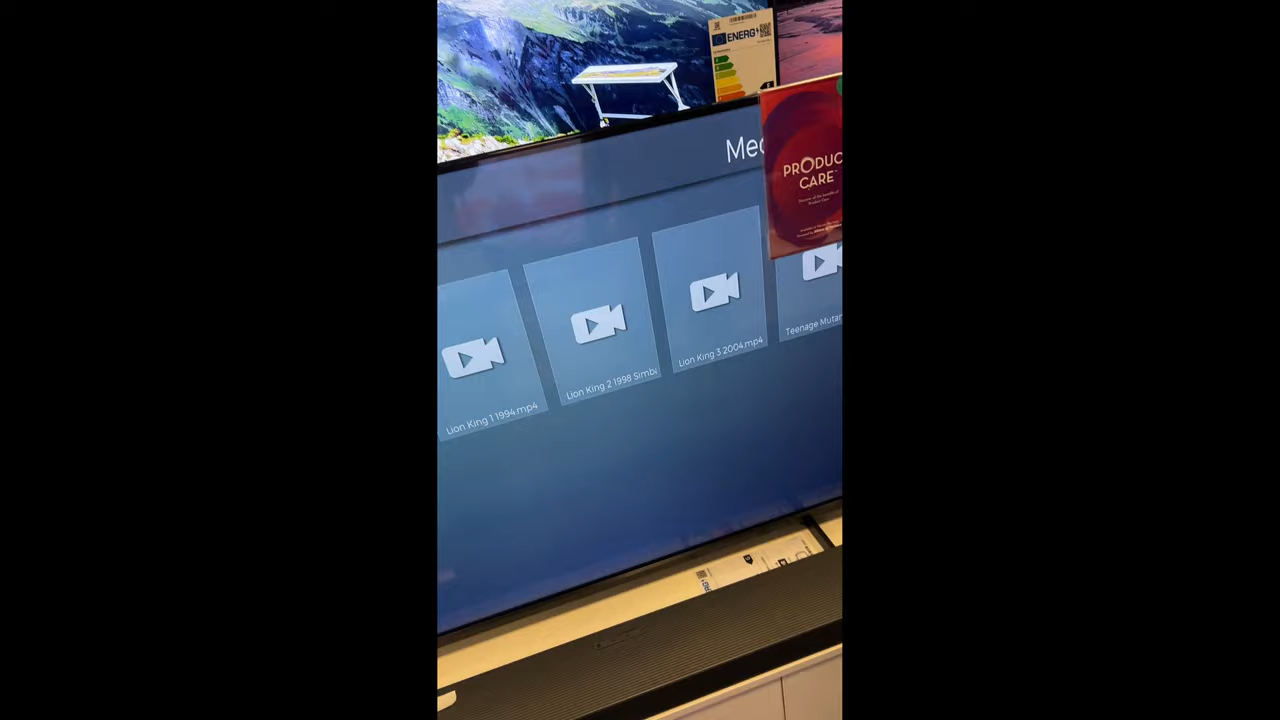 ENERG
Med
PRODUC
CARE
Lion King 1 1994.mp4
Lion King 2 1998 Simbi
Lion King 3 2004.mp4
Teenage Mutan